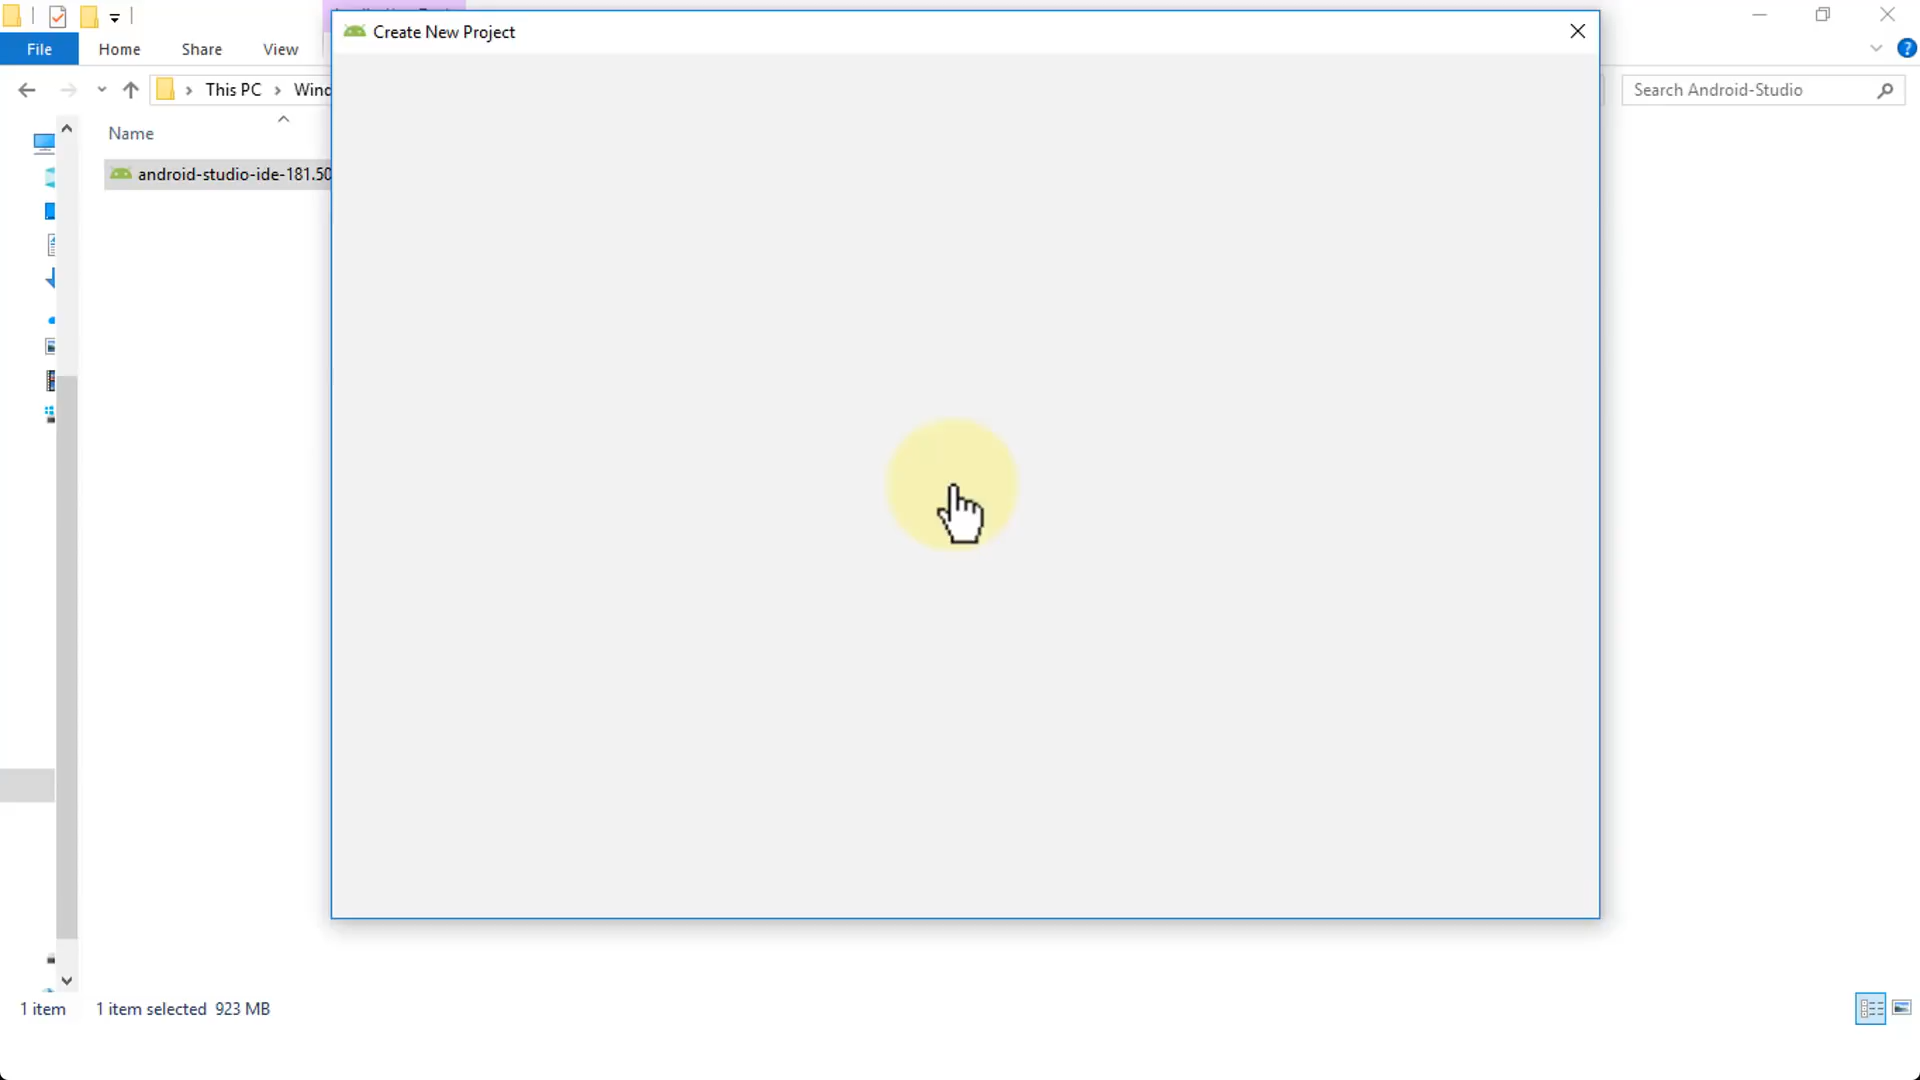 Create New Project
File
Home
Share
View
This PC
Search Android-Studio
Name
android-studio-ide-181.50
1 item
1 item selected 923 MB